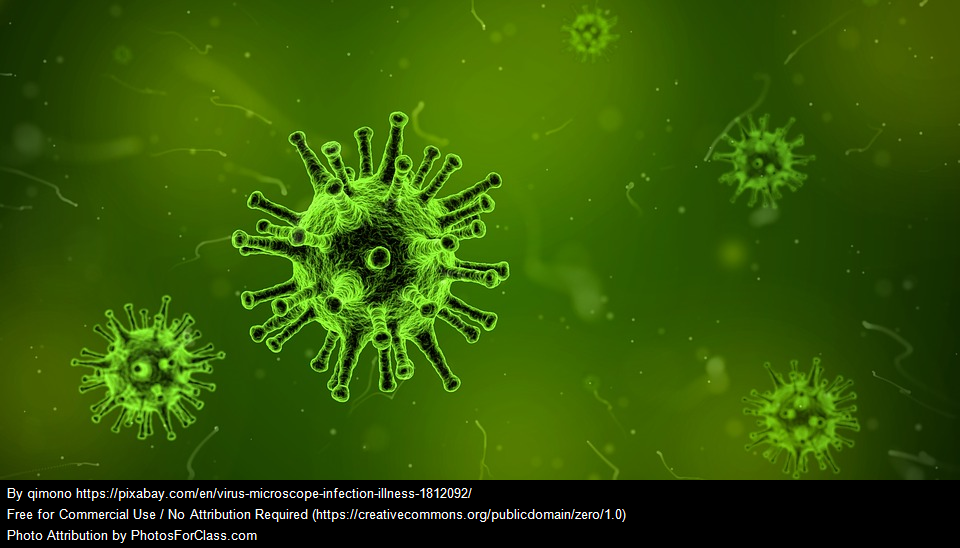 By qimono https://pixabay.com/en/virus-microscope-infection-illness-1812092/
Free for Commercial Use / No Attribution Required (https://creativecommons.org/publicdomain/zero/1.0)
Photo Attribution by PhotosForClass.com